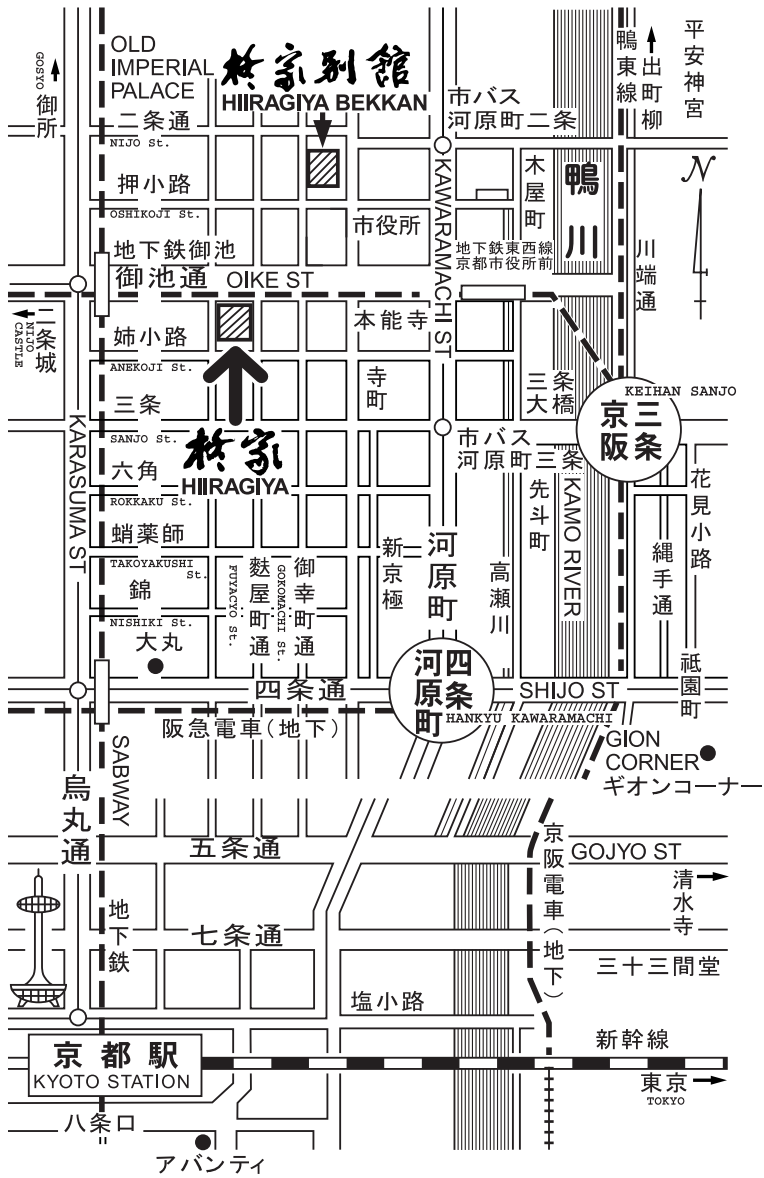 OLD
IMPERIAL
PALACE
GOSYO
御所
柊家別館
HIIRAGIYA BEKKAN
市バス
河原町二条
鴨東線
出町柳
平安神宮
二条通
NIJO St.
押小路
OSHIKOJI St.
市役所
KAWARAMACHI ST
木屋町
鴨川
N
地下鉄東西線
京都市役所前
川端通
地下鉄御池
御池通
OIKE ST
二条城
NIJO
CASTLE
姉小路
ANEKOJI St.
本能寺
寺町
三条
大橋
KEIHAN SANJO
三条
京阪
三条
SANJO St.
柊家
HIIRAGIYA
KARASUMA ST
六角
ROKKAKU St.
市バス
河原町三条
先斗町
KAMO RIVER
花見小路
縄手通
蛸薬師
TAKOYAKUSHI
St.
錦
NISHIKI St.
麩屋町通
FUYACYO St.
御幸町通
GOKOMACHI St.
新京極
河原町
高瀬川
大丸
四条通
四条
河原町
SHIJO ST
祇園町
HANKYU KAWARAMACHI
阪急電車(地下)
GION
CORNER
ギオンコーナー
SABWAY
烏丸通
五条通
GOJYO ST
京阪電車(地下)
清水寺
地下鉄
七条通
三十三間堂
塩小路
京都駅
KYOTO STATION
新幹線
東京
TOKYO
八条口
アバンティ